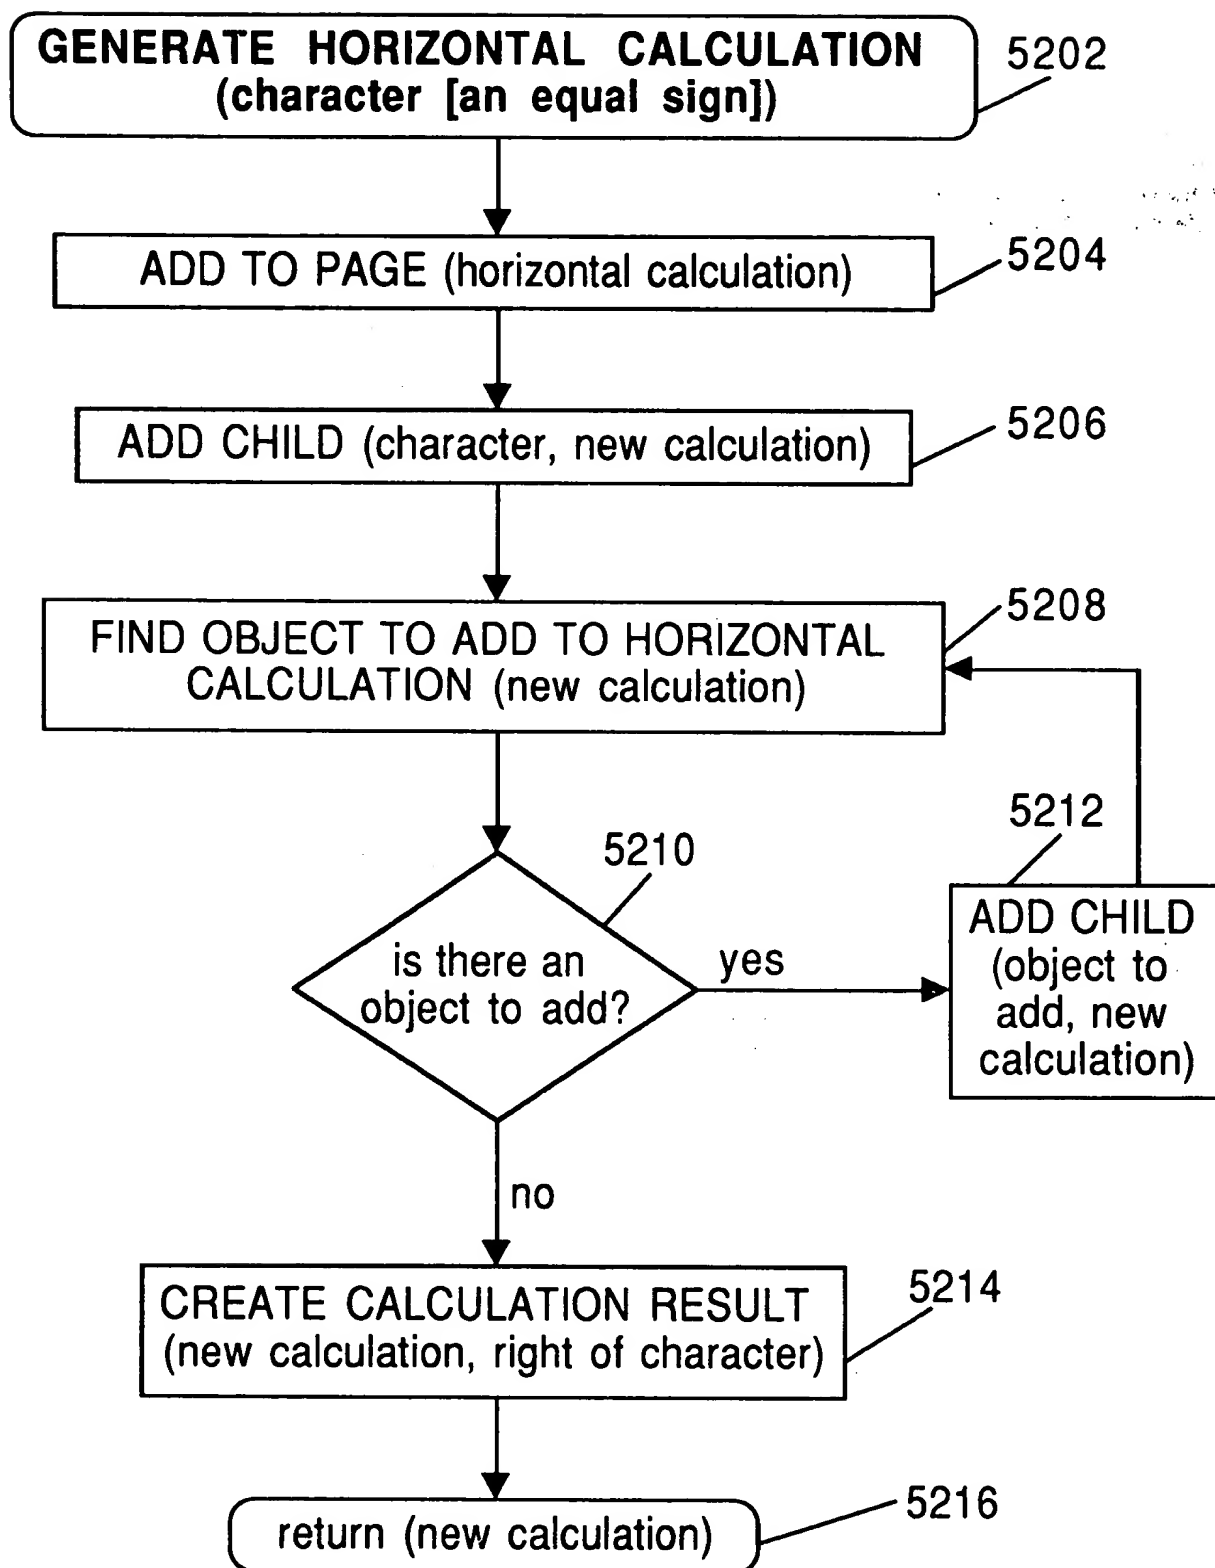 GENERATE HORIZONTAL CALCULATION
(character [an equal sign])
5202
ADD TO PAGE (horizontal calculation)
5204
ADD CHILD (character, new calculation)
5206
FIND OBJECT TO ADD TO HORIZONTAL
CALCULATION (new calculation)
5208
is there an
object to add?
5210
yes
ADD CHILD
(object to
add, new
calculation)
5212
no
CREATE CALCULATION RESULT
(new calculation, right of character)
5214
return (new calculation)
5216